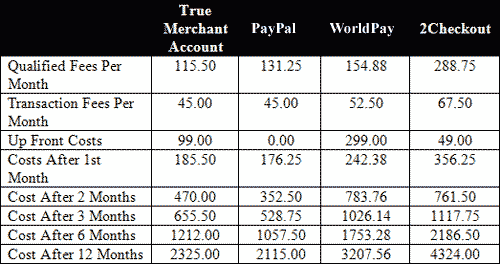 True Merchant Account PayPal WorldPay 2Checkout
Qualified Fees Per Month 115.50 131.25 154.88 288.75
Transaction Fees Per Month 45.00 45.00 52.50 67.50
Up Front Costs 99.00 0.00 299.00 49.00
Costs After 1st Month 185.50 176.25 242.38 356.25
Cost After 2 Months 470.00 352.50 783.76 761.50
Cost After 3 Months 655.50 528.75 1026.14 1117.75
Cost After 6 Months 1212.00 1057.50 1753.28 2186.50
Cost After 12 Months 2325.00 2115.00 3207.56 4324.00